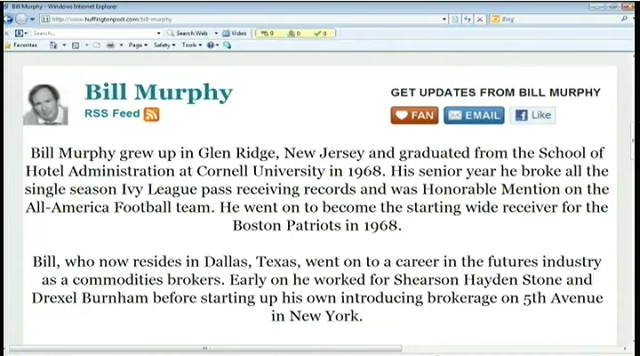 Bill Murphy - Windows Internet Explorer
http://www.huffingtonpost.com/bill-murphy
Bing
Search Web
Video
Favorites
Page Safety Tools
Bill Murphy
GET UPDATES FROM BILL MURPHY
RSS Feed
FAN EMAIL Like
Bill Murphy grew up in Glen Ridge, New Jersey and graduated from the School of
Hotel Administration at Cornell University in 1968. His senior year he broke all the
single season Ivy League pass receiving records and was Honorable Mention on the
All-America Football team. He went on to become the starting wide receiver for the
Boston Patriots in 1968.
Bill, who now resides in Dallas, Texas, went on to a career in the futures industry
as a commodities brokers. Early on he worked for Shearson Hayden Stone and
Drexel Burnham before starting up his own introducing brokerage on 5th Avenue
in New York.